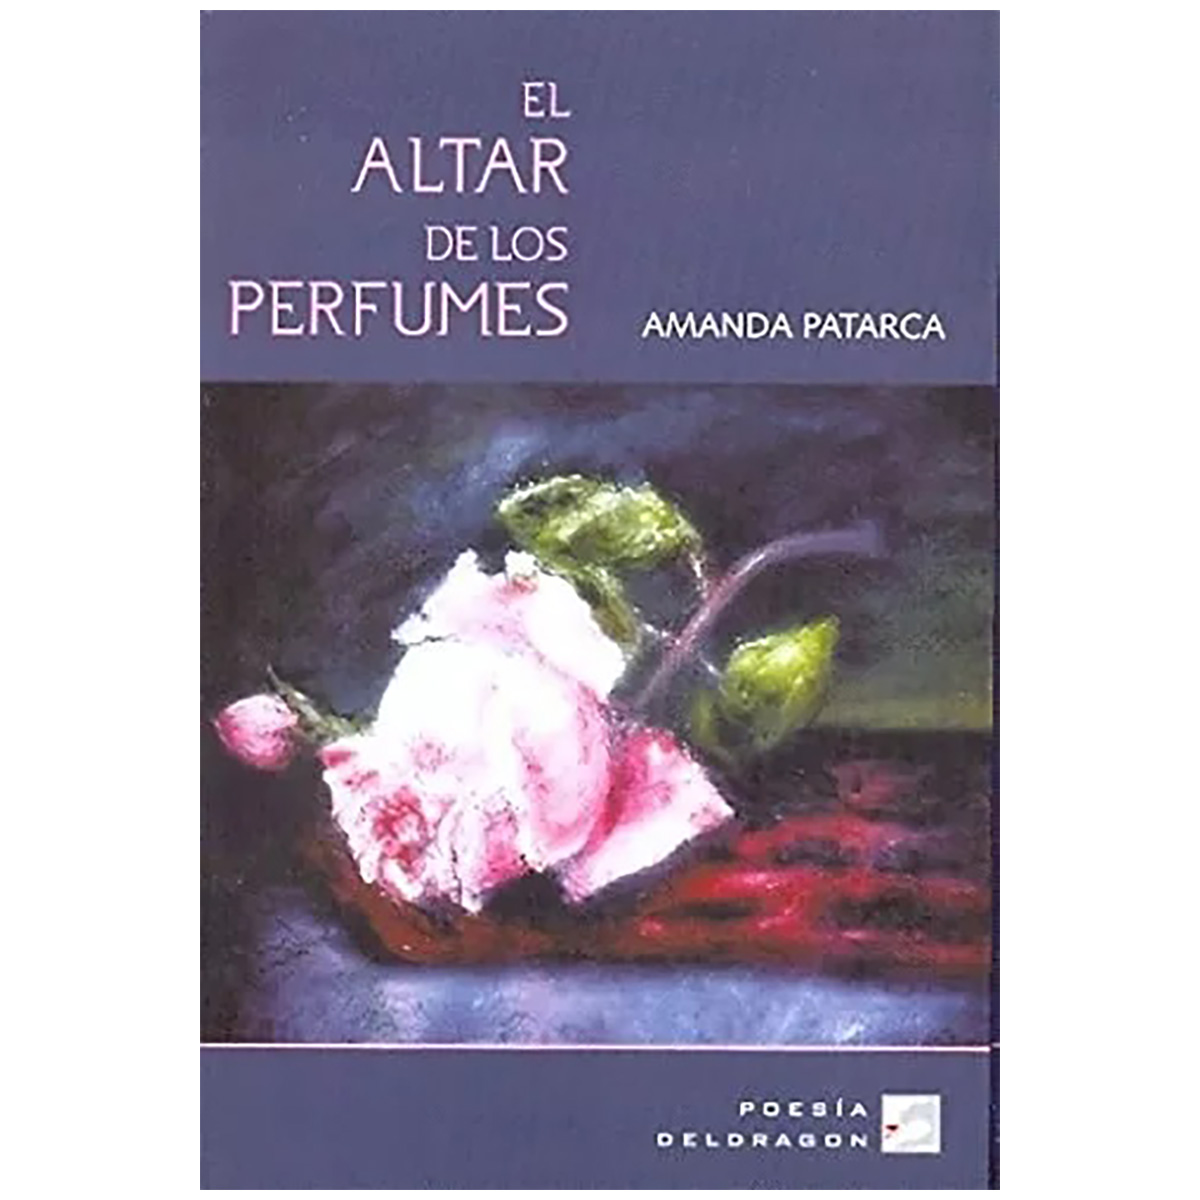 EL
ALTAR
DE LOS
PERFUMES
AMANDA PATARCA
POESÍA
DELDRAGON